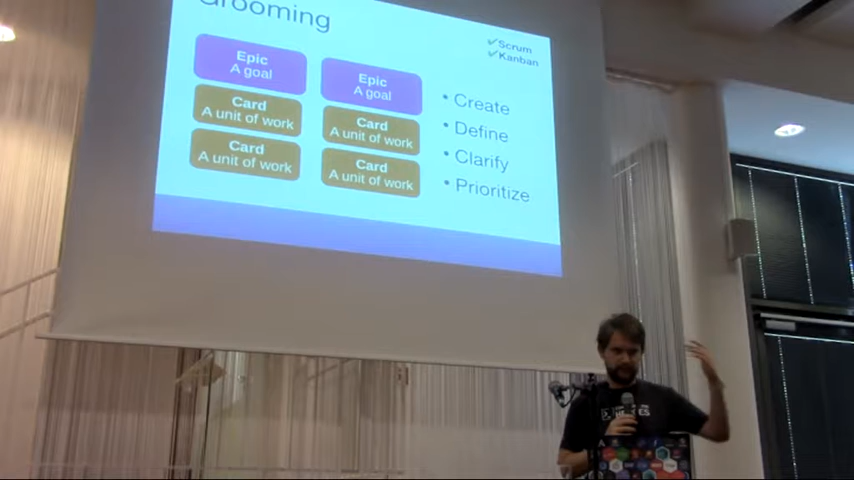 Grooming
✓Scrum
✓Kanban
Epic
A goal
Epic
A goal
Card
A unit of work
Card
A unit of work
Card
A unit of work
Card
A unit of work
• Create
• Define
• Clarify
• Prioritize